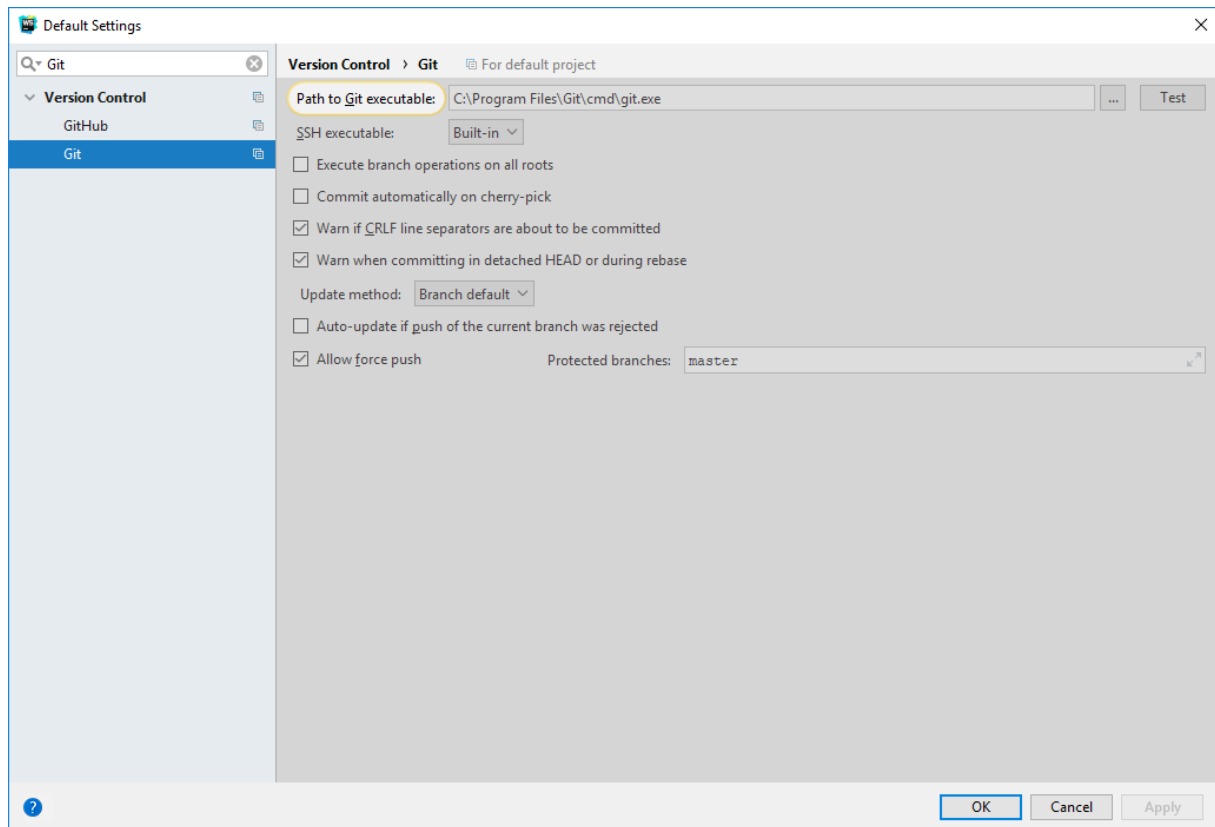 WS Default Settings
Git
Version Control
GitHub
Git
Version Control › Git For default project
Path to Git executable: C:\Program Files\Git\cmd\git.exe ... Test
SSH executable: Built-in
Execute branch operations on all roots
Commit automatically on cherry-pick
Warn if CRLF line separators are about to be committed
Warn when committing in detached HEAD or during rebase
Update method: Branch default
Auto-update if push of the current branch was rejected
Allow force push Protected branches: master
? OK Cancel Apply